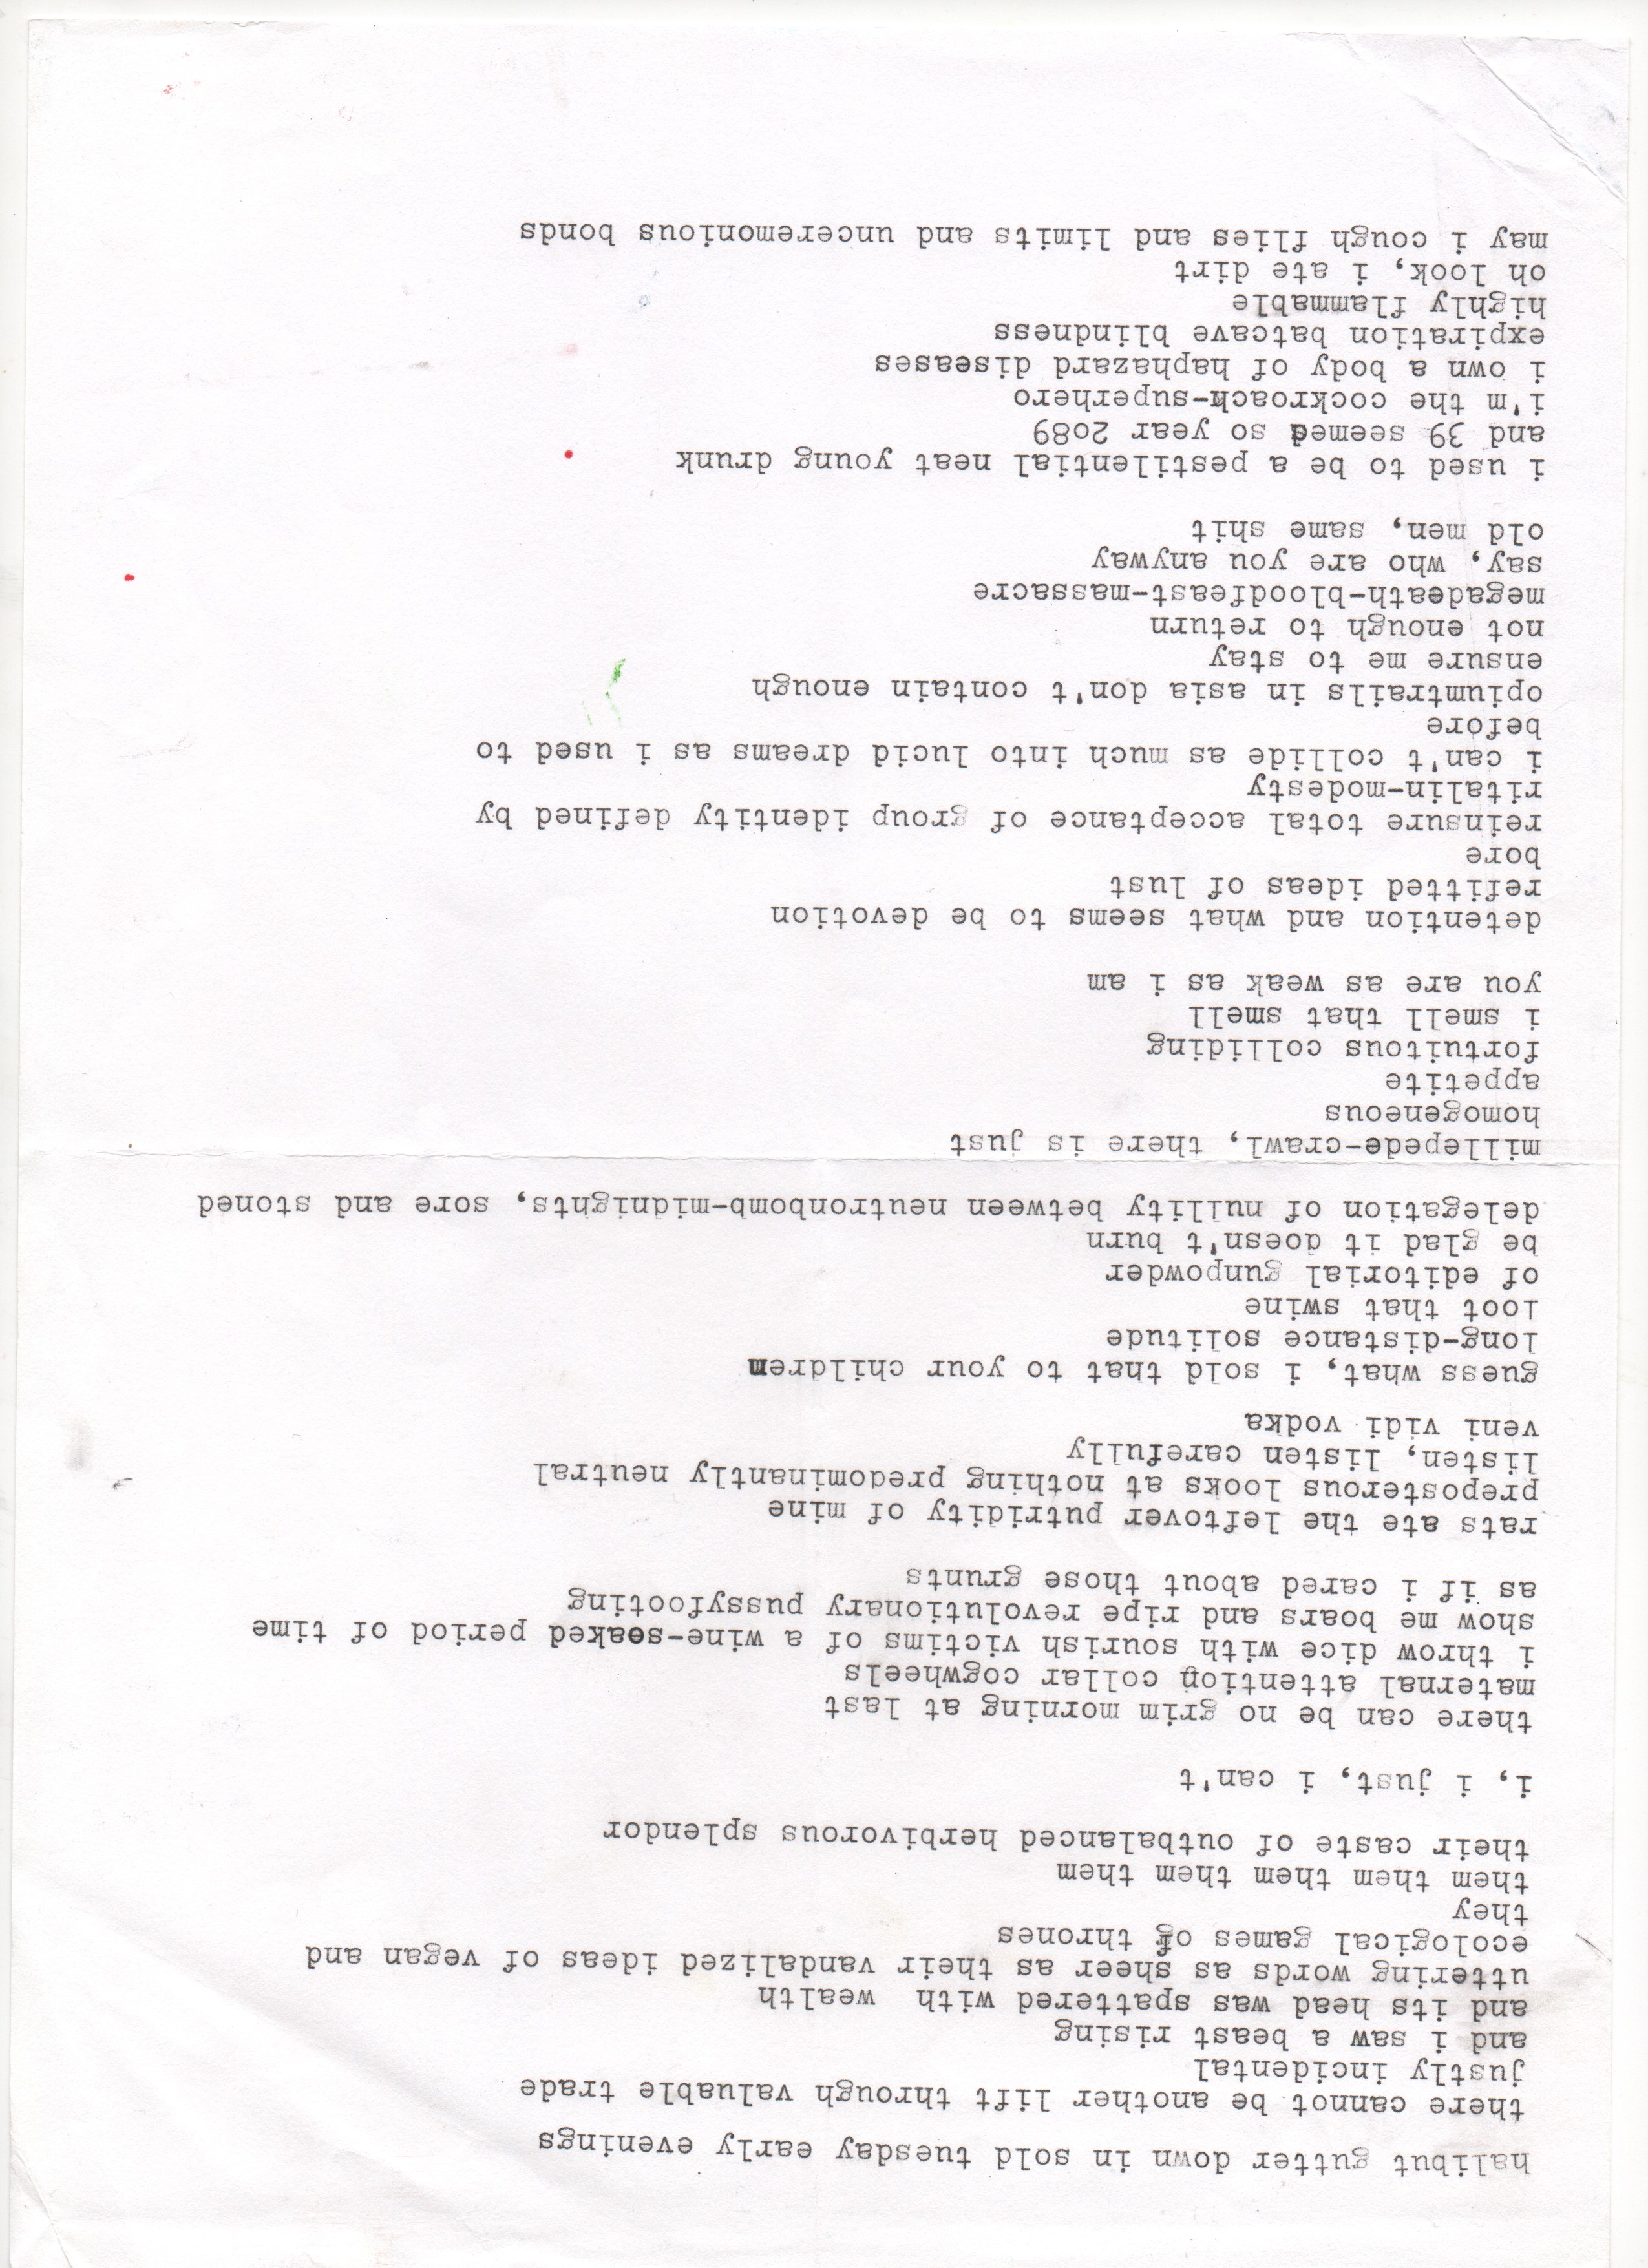 halibut gutter down in sold tuesday early evenings
there cannot be another lift through valuable trade
justly incidental
and i saw a beast rising
and its head was spattered with  wealth
uttering words as sheer as their vandalized ideas of vegan and
ecological games of thrones
they
them them them them them
their caste of outbalanced herbivorous splendor
i, i just, i can't
there can be no grim morning at last
maternal attention collar cogwheels
i throw dice with sourish victims of a wine-soaked period of time
show me boars and ripe revolutionary pussyfooting
as if i cared about those grunts
rats ate the leftover putridity of mine
preposterous looks at nothing predominantly neutral
listen, listen carefully
veni vidi vodka
guess what, i sold that to your children
long-distance solitude
loot that swine
of editorial gunpowder
be glad it doesn't burn
delegation of nullity between neutronbomb-midnights, sore and stoned
millepede-crawl, there is just
homogeneous
appetite
fortuitous colliding
i smell that smell
you are as weak as i am
detention and what seems to be devotion
refitted ideas of lust
bore
reinsure total acceptance of group identity defined by
ritalin-modesty
i can't collide as much into lucid dreams as i used to
before
opiumtrails in asia don't contain enough
ensure me to stay
not enough to return
megadeath-bloodfeast-massacre
say, who are you anyway
old men, same shit
i used to be a pestilential neat young drunk
and 39 seemed so year 2o89
i'm the cockroach-superhero
i own a body of haphazard diseases
expiration batcave blindness
highly flammable
oh look, i ate dirt
may i cough flies and limits and unceremonious bonds